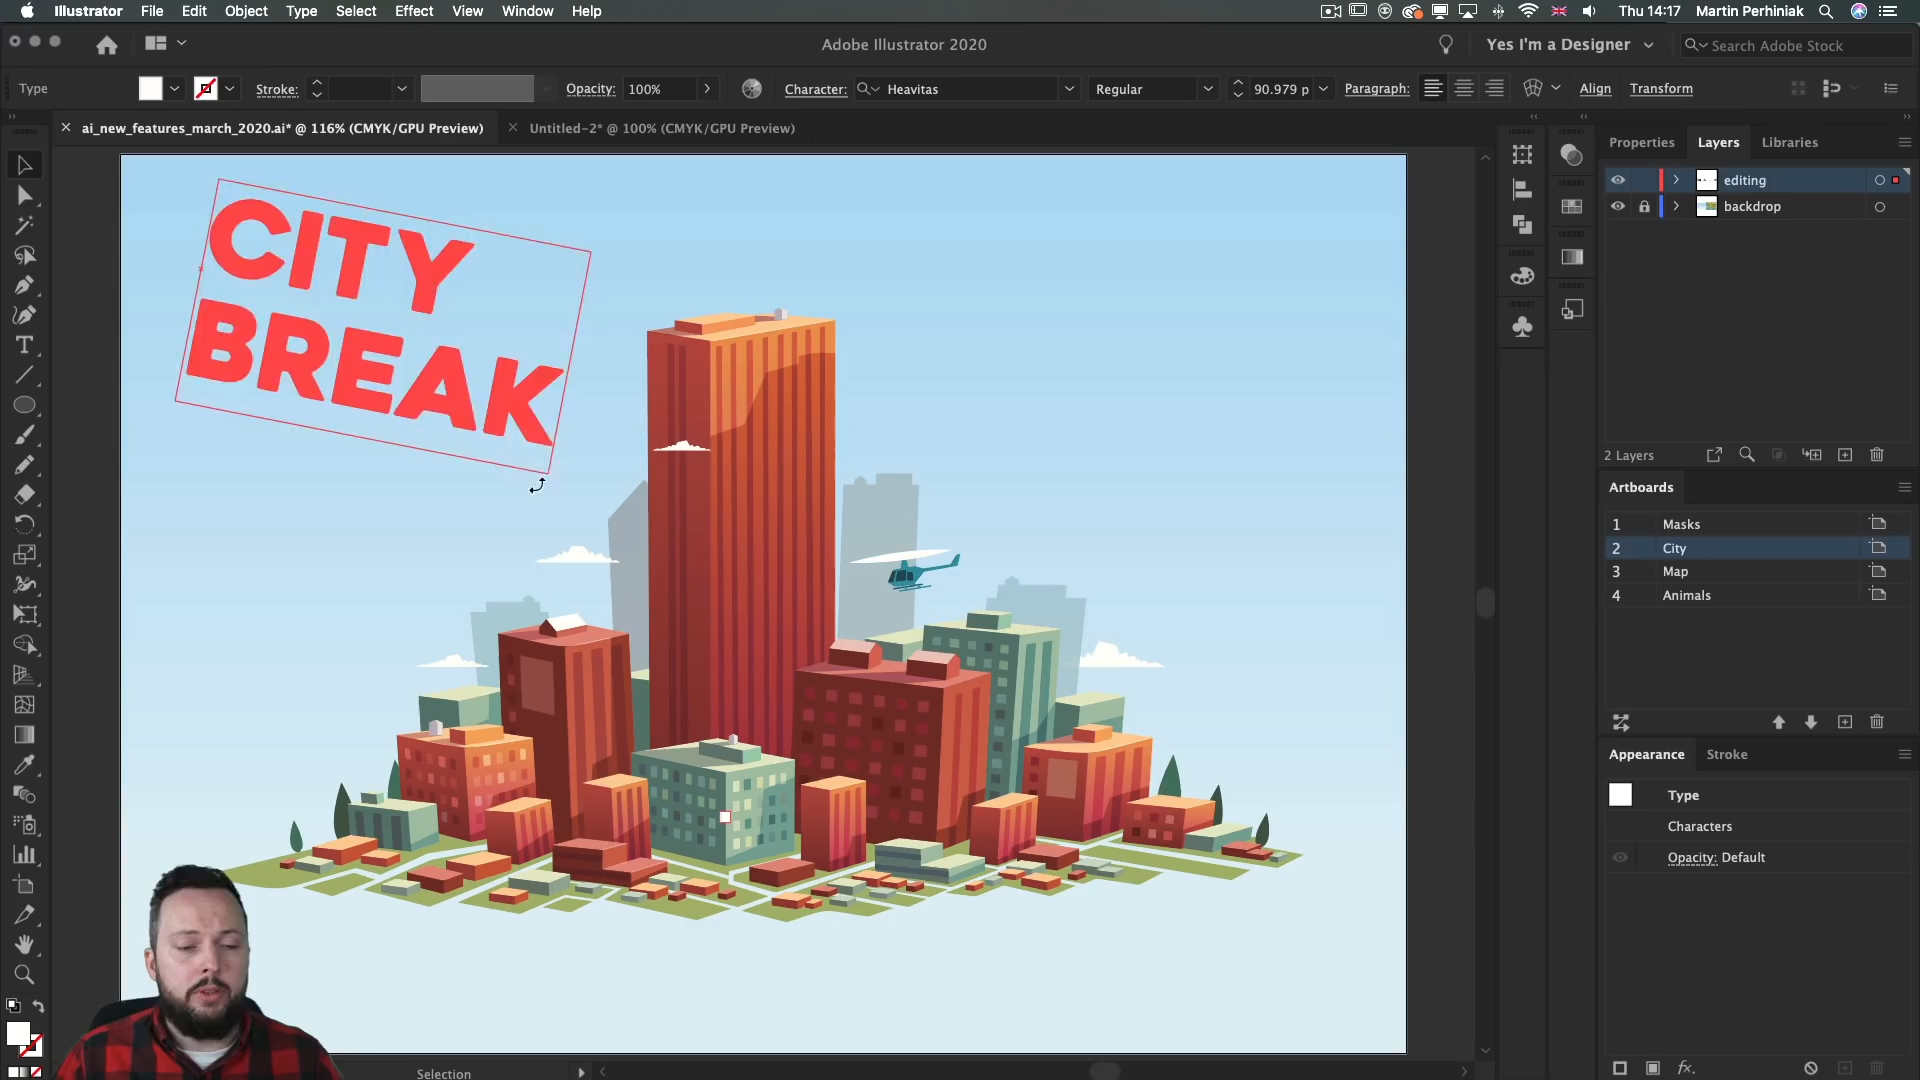 Illustrator File Edit Object Type Select Effect View Window Help
Thu 14:17 Martin Perhiniak
Adobe Illustrator 2020
Yes I'm a Designer
Search Adobe Stock
Type
Stroke:
Opacity: 100%
Character: Heavitas
Regular
90.979 p
Paragraph:
Align
Transform
ai_new_features_march_2020.ai* @ 116% (CMYK/GPU Preview)
Untitled-2* @ 100% (CMYK/GPU Preview)
Properties Layers Libraries
editing
backdrop
CITY
BREAK
2 Layers
Artboards
1 Masks
2 City
3 Map
4 Animals
Appearance Stroke
Type
Characters
Opacity: Default
fx.
Selection